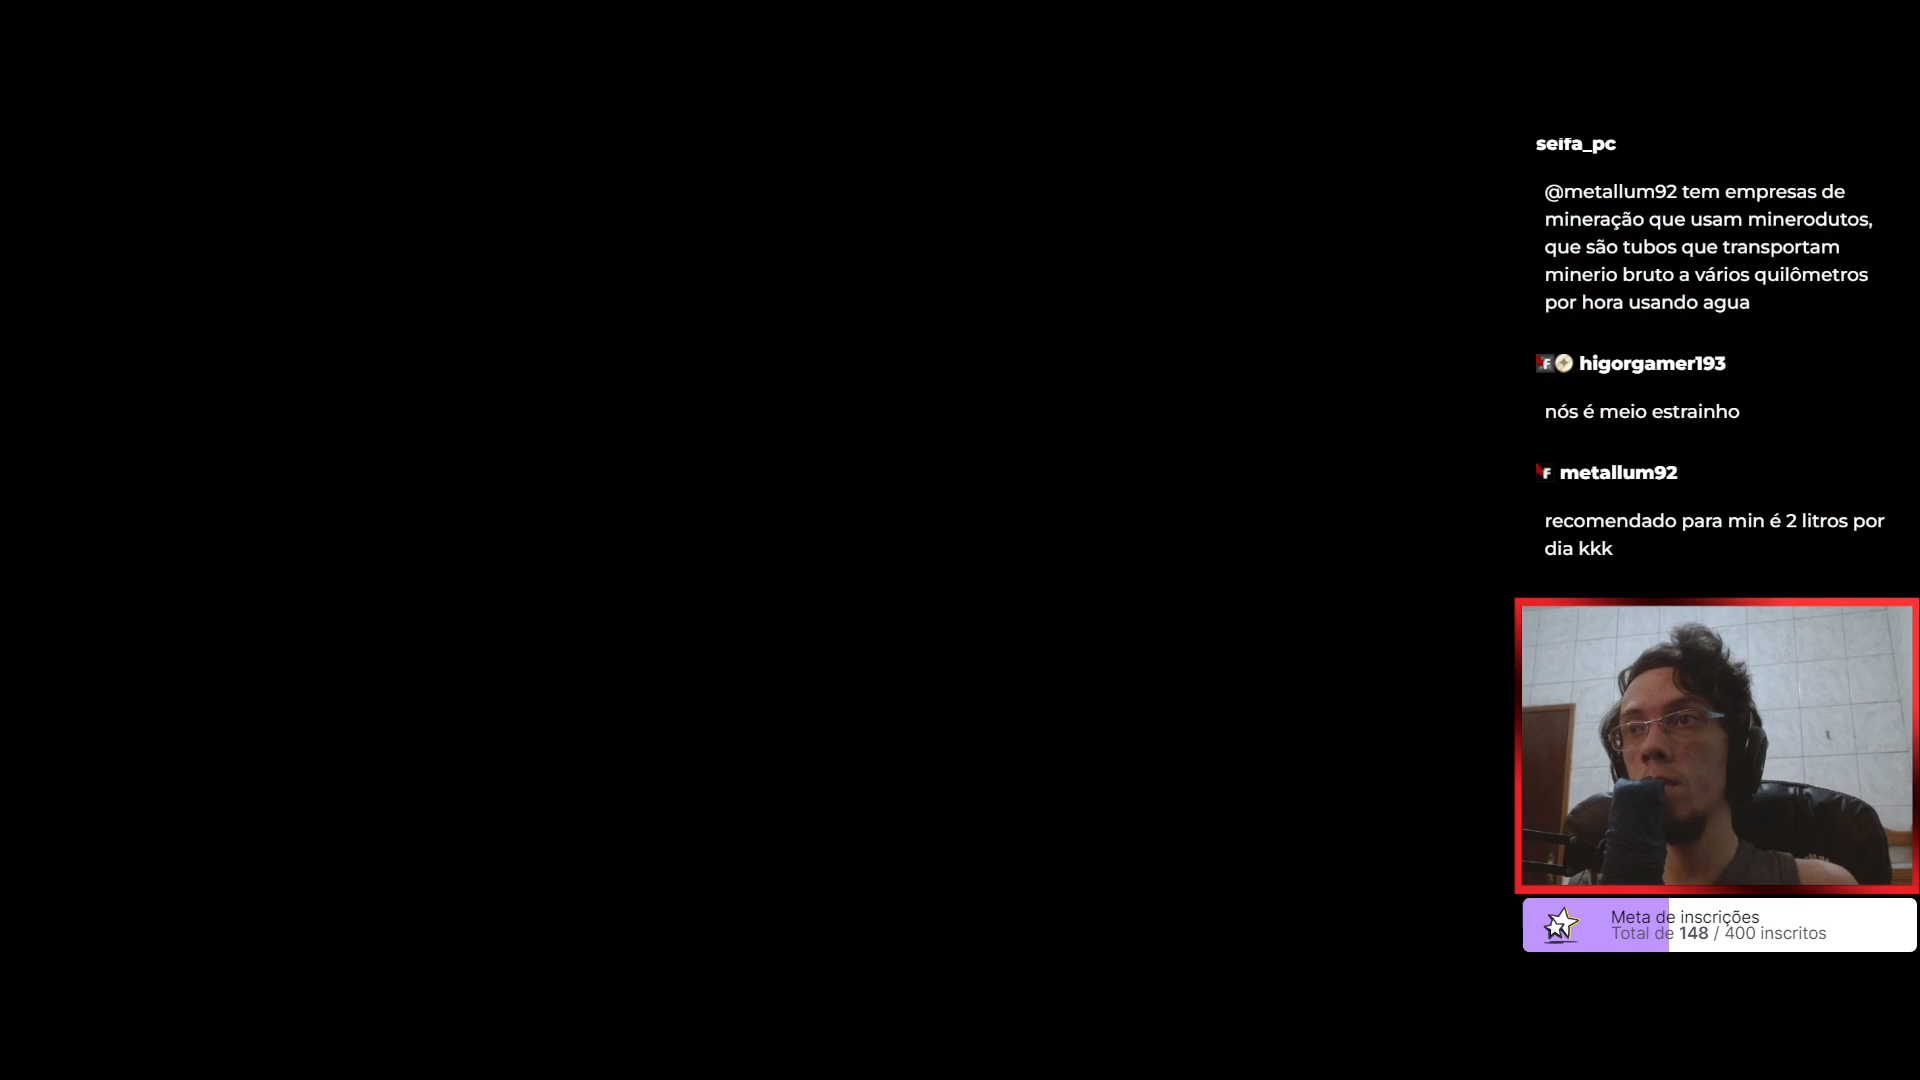 seifa_pc
@metallum92 tem empresas de
mineração que usam minerodutos,
que são tubos que transportam
minerio bruto a vários quilômetros
por hora usando agua
higorgamer193
nós é meio estrainho
metallum92
recomendado para min é 2 litros por
dia kkk
Meta de inscrições
Total de 148 / 400 inscritos